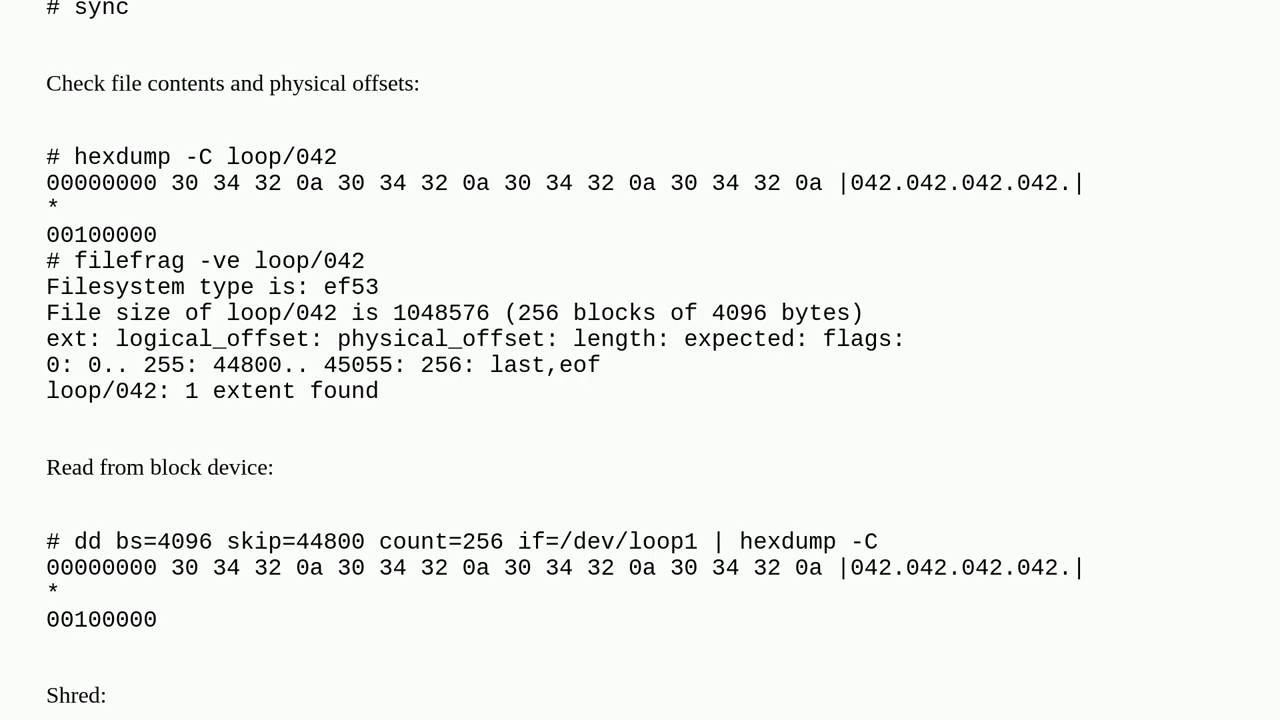 # sync
Check file contents and physical offsets:
# hexdump -C loop/042
00000000 30 34 32 0a 30 34 32 0a 30 34 32 0a 30 34 32 0a |042.042.042.042.|
*
00100000
# filefrag -ve loop/042
Filesystem type is: ef53
File size of loop/042 is 1048576 (256 blocks of 4096 bytes)
ext: logical_offset: physical_offset: length: expected: flags:
0: 0.. 255: 44800.. 45055: 256: last,eof
loop/042: 1 extent found
Read from block device:
# dd bs=4096 skip=44800 count=256 if=/dev/loop1 | hexdump -C
00000000 30 34 32 0a 30 34 32 0a 30 34 32 0a 30 34 32 0a |042.042.042.042.|
*
00100000
Shred: